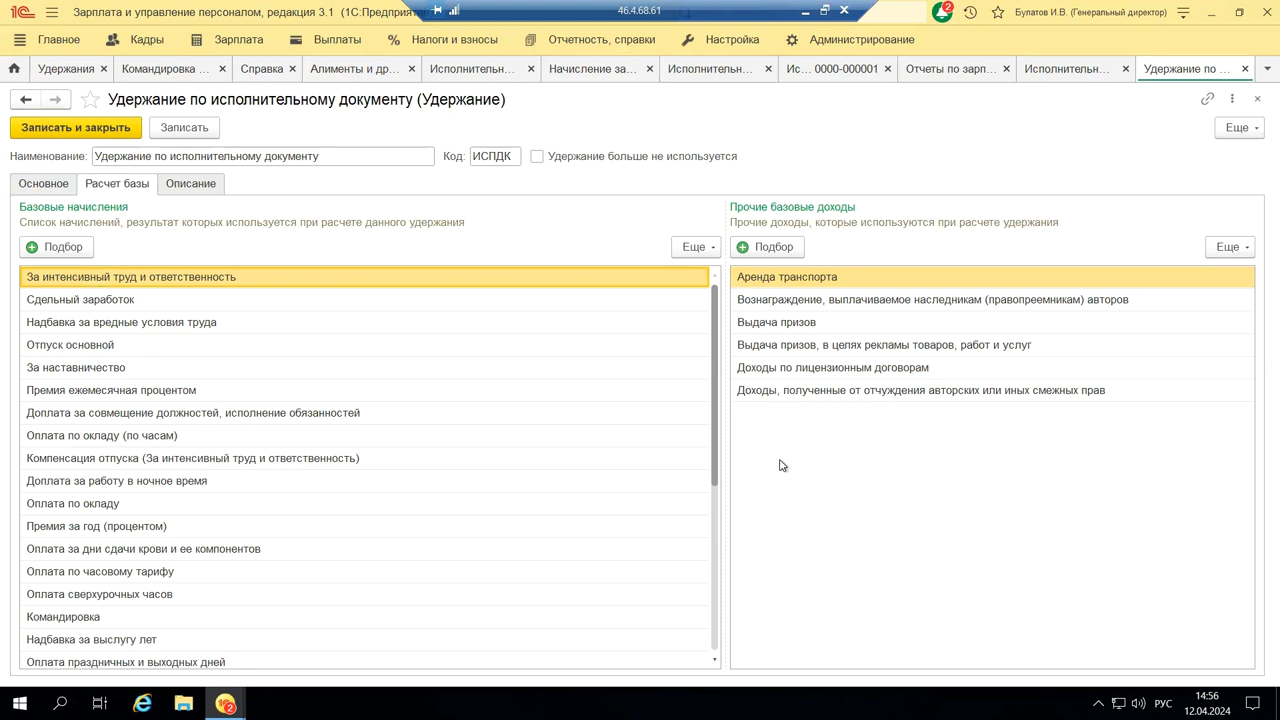 Зарплата и управление персоналом, редакция 3.1 (1С:Предприятие
46.4.68.61
2
Булатов И.В. (Генеральный директор)
Главное Кадры Зарплата Выплаты Налоги и взносы Отчетность, справки Настройка Администрирование
Удержания Командировка ... Справка Алименты и др... Исполнительн... Начисление за... Исполнительн... Ис... 0000-000001 Отчеты по зарп... Исполнительн... Удержание по ...
Удержание по исполнительному документу (Удержание)
Записать и закрыть Записать Еще
Наименование: Удержание по исполнительному документу Код: ИСПДК Удержание больше не используется
Основное Расчет базы Описание
Базовые начисления
Список начислений, результат которых используется при расчете данного удержания
Подбор Еще
За интенсивный труд и ответственность
Сдельный заработок
Надбавка за вредные условия труда
Отпуск основной
За наставничество
Премия ежемесячная процентом
Доплата за совмещение должностей, исполнение обязанностей
Оплата по окладу (по часам)
Компенсация отпуска (За интенсивный труд и ответственность)
Доплата за работу в ночное время
Оплата по окладу
Премия за год (процентом)
Оплата за дни сдачи крови и ее компонентов
Оплата по часовому тарифу
Оплата сверхурочных часов
Командировка
Надбавка за выслугу лет
Оплата праздничных и выходных дней
Прочие базовые доходы
Прочие доходы, которые используются при расчете удержания
Подбор Еще
Аренда транспорта
Вознаграждение, выплачиваемое наследникам (правопреемникам) авторов
Выдача призов
Выдача призов, в целях рекламы товаров, работ и услуг
Доходы по лицензионным договорам
Доходы, полученные от отчуждения авторских или иных смежных прав
2
РУС
14:56
12.04.2024